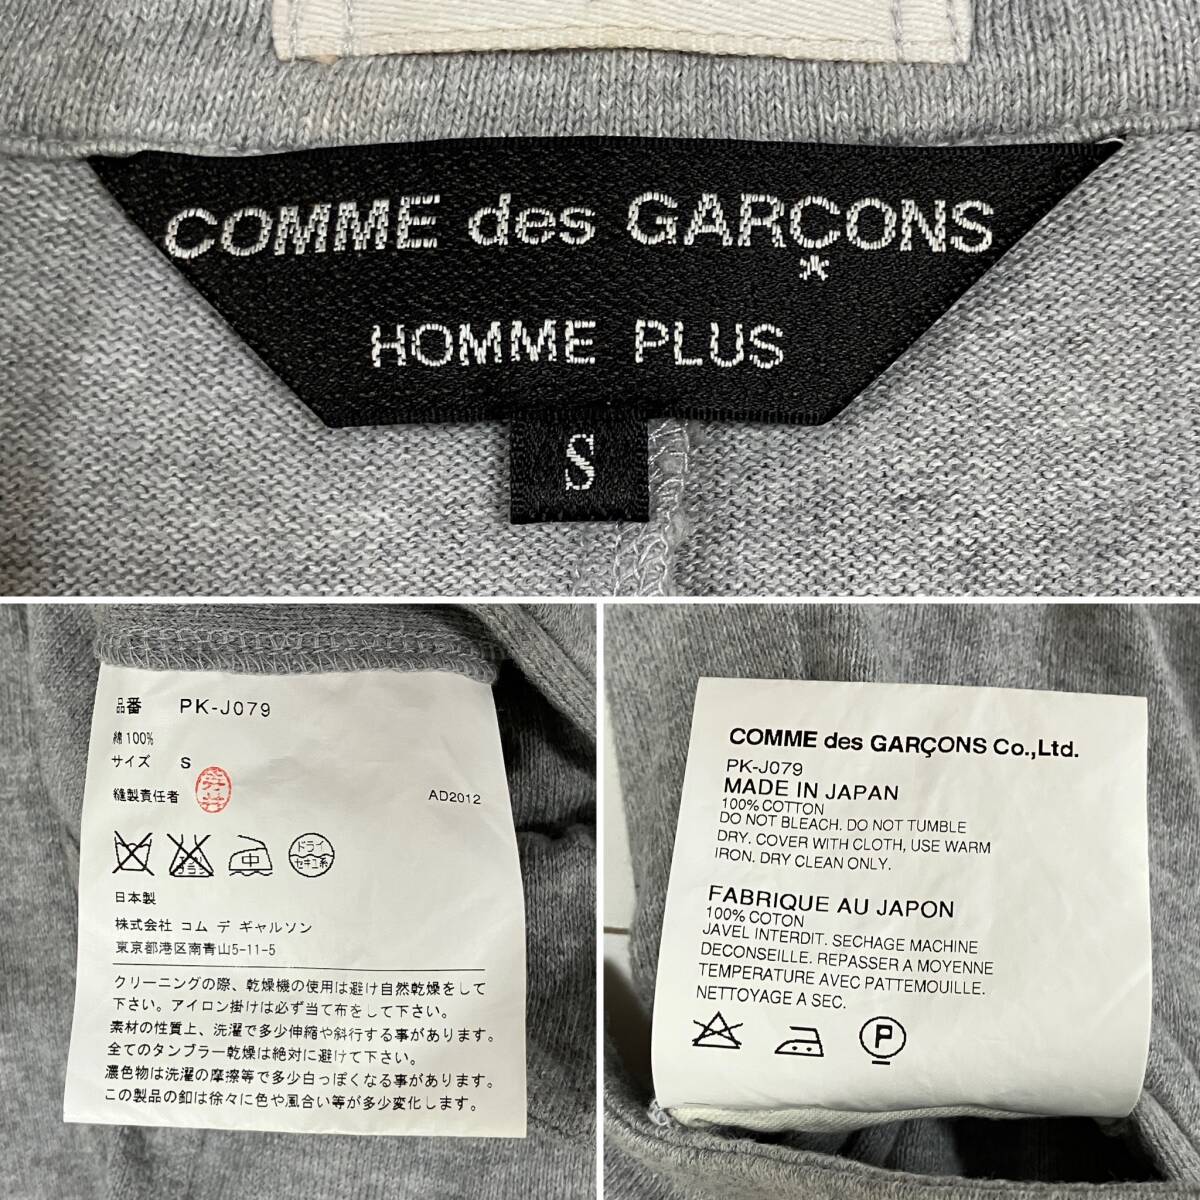 COMME des GARÇONS
*
HOMME PLUS
S
品番 PK-J079
綿100%
サイズ S
縫製責任者
AD2012
ドライ
セキユ系
中
日本製
株式会社 コム デ ギャルソン
東京都港区南青山5-11-5
クリーニングの際、乾燥機の使用は避け自然乾燥をして
下さい。アイロン掛けは必ず当て布をして下さい。
素材の性質上、洗濯で多少伸縮や斜行する事があります。
全てのタンブラー乾燥は絶対に避けて下さい。
濃色物は洗濯の摩擦等で多少白っぽくなる事があります。
この製品の釦は徐々に色や風合い等が多少変化します。
COMME des GARÇONS Co.,Ltd.
PK-J079
MADE IN JAPAN
100% COTTON
DO NOT BLEACH. DO NOT TUMBLE
DRY. COVER WITH CLOTH, USE WARM
IRON. DRY CLEAN ONLY.
FABRIQUE AU JAPON
100% COTON
JAVEL INTERDIT. SECHAGE MACHINE
DECONSEILLE. REPASSER A MOYENNE
TEMPERATURE AVEC PATTEMOUILLE.
NETTOYAGE A SEC.
P